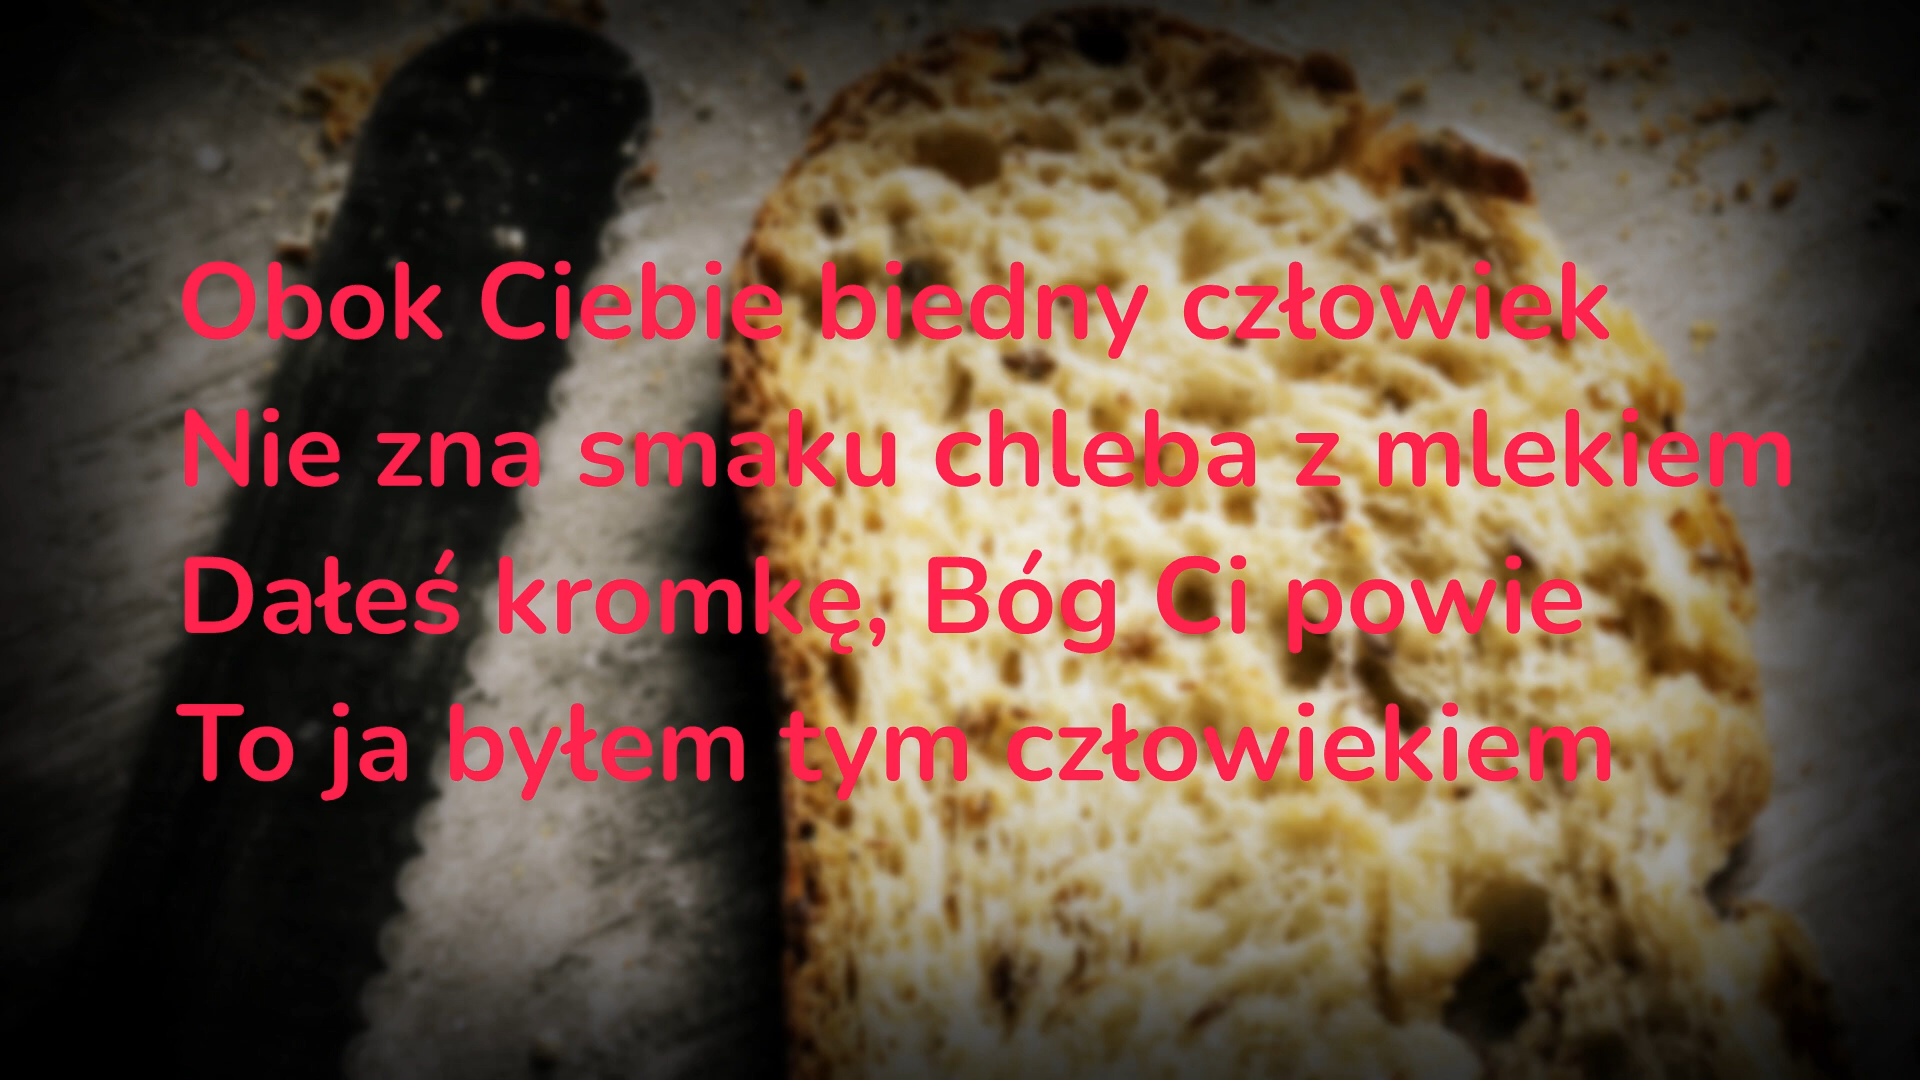 Obok Ciebie biedny człowiek
Nie zna smaku chleba z mlekiem
Dałeś kromkę, Bóg Ci powie
To ja byłem tym człowiekiem